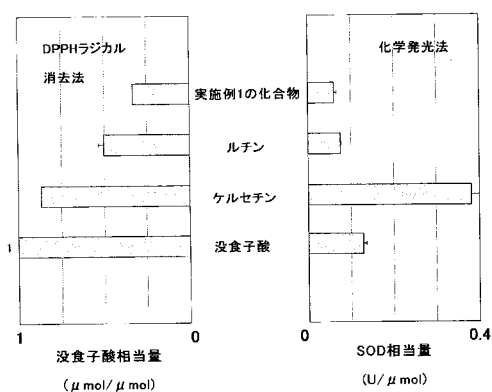 DPPHラジカル
消去法
化学発光法
実施例1の化合物
ルチン
ケルセチン
没食子酸
1
0
0
0.4
没食子酸相当量
(μmol/μmol)
SOD相当量
(U/μmol)